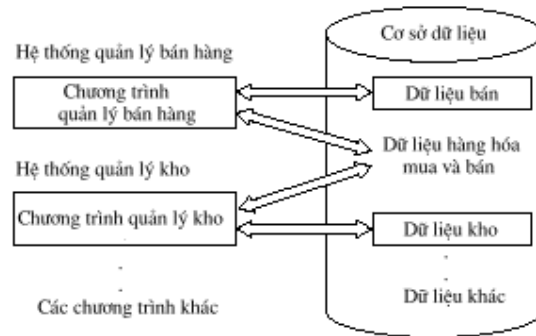 Hệ thống quản lý bán hàng
Chương trình
quản lý bán hàng
Hệ thống quản lý kho
Chương trình quản lý kho
Các chương trình khác
Cơ sở dữ liệu
Dữ liệu bán
Dữ liệu hàng hóa
mua và bán
Dữ liệu kho
Dữ liệu khác